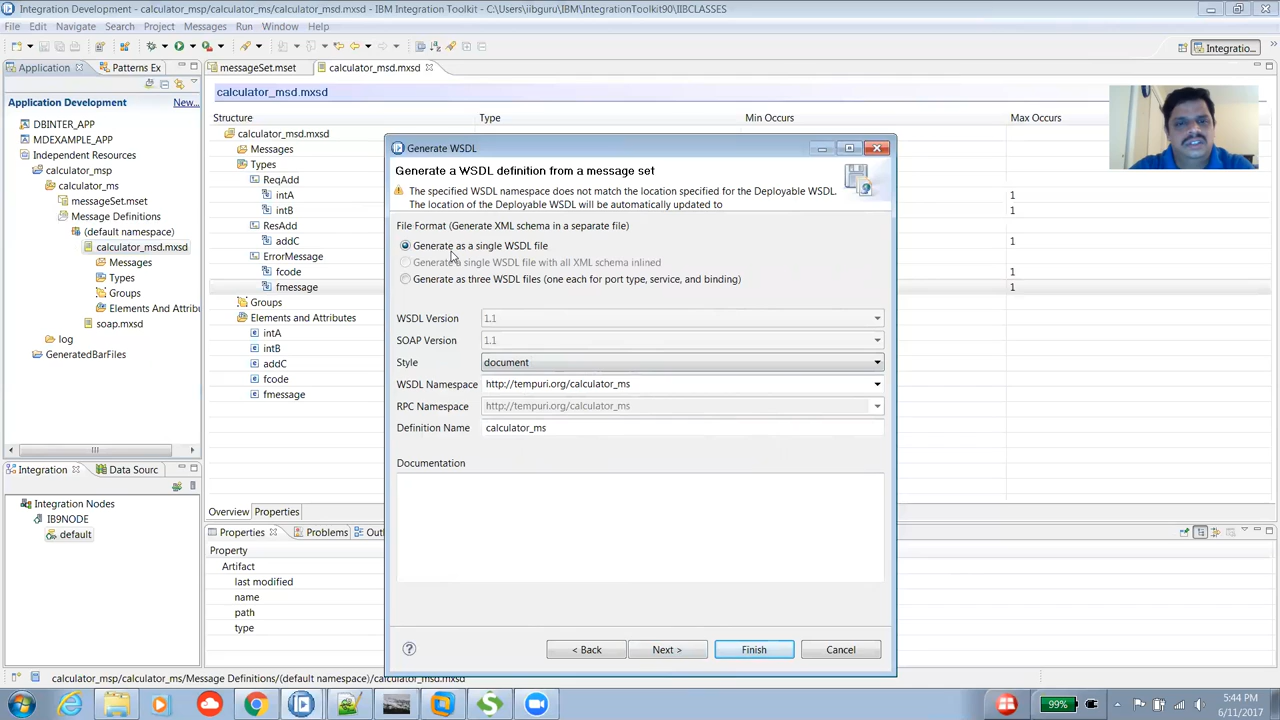 Integration Development - calculator_msp/calculator_ms/calculator_msd.mxsd - IBM Integration Toolkit - C:\Users\iibguru\IBM\IntegrationToolkit90\IIBCLASSES
File Edit Navigate Search Project Messages Run Window Help
Integratio...
Application Patterns Ex
messageSet.mset calculator_msd.mxsd
Application Development New...
calculator_msd.mxsd
Structure Type Min Occurs Max Occurs
DBINTER_APP
MDEXAMPLE_APP
Independent Resources
calculator_msp
calculator_ms
messageSet.mset
Message Definitions
(default namespace)
calculator_msd.mxsd
Messages
Types
Groups
Elements And Attribut
soap.mxsd
log
GeneratedBarFiles
calculator_msd.mxsd
Messages
Types
ReqAdd
intA 1
intB 1
ResAdd
addC 1
ErrorMessage
fcode 1
fmessage 1
Groups
Elements and Attributes
intA
intB
addC
fcode
fmessage
Overview Properties
Generate WSDL
Generate a WSDL definition from a message set
The specified WSDL namespace does not match the location specified for the Deployable WSDL.
The location of the Deployable WSDL will be automatically updated to
File Format (Generate XML schema in a separate file)
Generate as a single WSDL file
Generate a single WSDL file with all XML schema inlined
Generate as three WSDL files (one each for port type, service, and binding)
WSDL Version 1.1
SOAP Version 1.1
Style document
WSDL Namespace http://tempuri.org/calculator_ms
RPC Namespace http://tempuri.org/calculator_ms
Definition Name calculator_ms
Documentation
< Back Next > Finish Cancel
Integration Data Sourc
Integration Nodes
IB9NODE
default
Properties Problems Out
Property
Artifact
last modified
name
path
type
calculator_msp/calculator_ms/Message Definitions/(default namespace)/calculator_msd.mxsd
99%
5:44 PM
6/11/2017